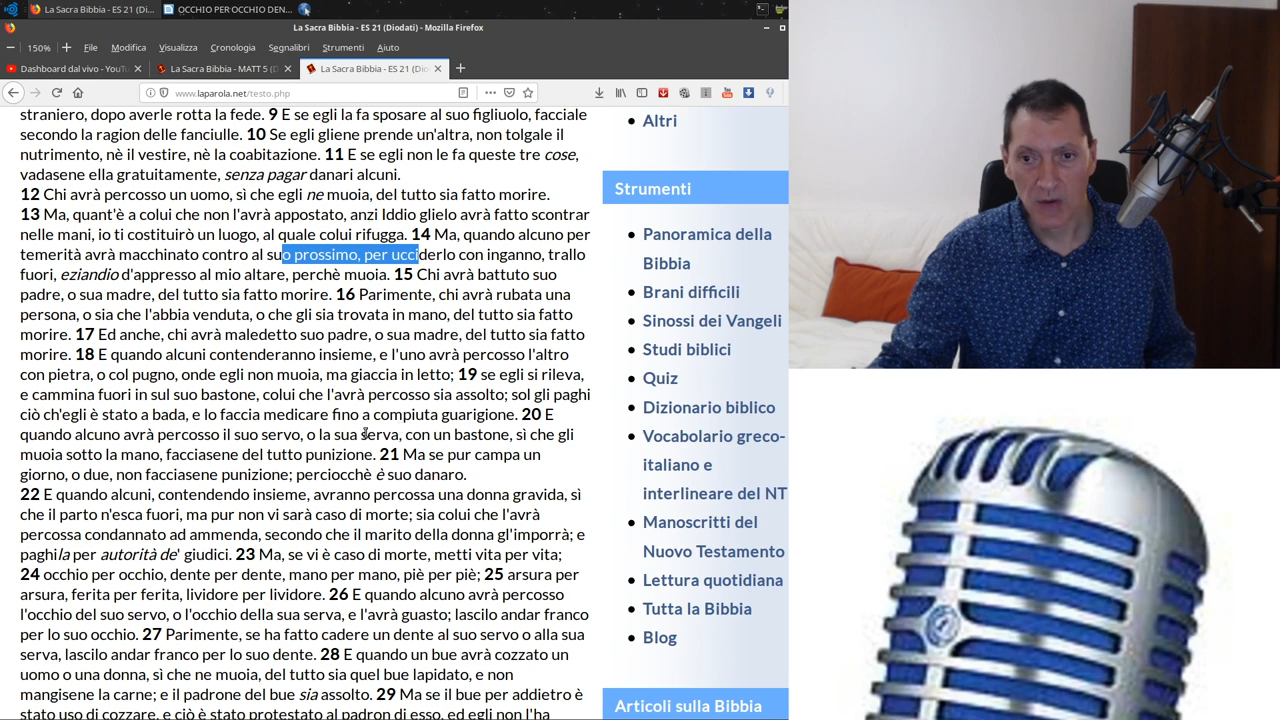 La Sacra Bibbia - ES 21 (Di...
OCCHIO PER OCCHIO DEN...
La Sacra Bibbia - ES 21 (Diodati) - Mozilla Firefox
150%
File Modifica Visualizza Cronologia Segnalibri Strumenti Aiuto
Dashboard dal vivo - YouTu
La Sacra Bibbia - MATT 5 (D
La Sacra Bibbia - ES 21 (Dio
www.laparola.net/testo.php
straniero, dopo averle rotta la fede. 9 E se egli la fa sposare al suo figliuolo, facciale
secondo la ragion delle fanciulle. 10 Se egli gliene prende un'altra, non tolgale il
nutrimento, nè il vestire, nè la coabitazione. 11 E se egli non le fa queste tre cose,
vadasene ella gratuitamente, senza pagar danari alcuni.
12 Chi avrà percosso un uomo, sì che egli ne muoia, del tutto sia fatto morire.
13 Ma, quant'è a colui che non l'avrà appostato, anzi Iddio glielo avrà fatto scontrar
nelle mani, io ti costituirò un luogo, al quale colui rifugga. 14 Ma, quando alcuno per
temerità avrà macchinato contro al suo prossimo, per ucciderlo con inganno, trallo
fuori, eziandio d'appresso al mio altare, perchè muoia. 15 Chi avrà battuto suo
padre, o sua madre, del tutto sia fatto morire. 16 Parimente, chi avrà rubata una
persona, o sia che l'abbia venduta, o che gli sia trovata in mano, del tutto sia fatto
morire. 17 Ed anche, chi avrà maledetto suo padre, o sua madre, del tutto sia fatto
morire. 18 E quando alcuni contenderanno insieme, e l'uno avrà percosso l'altro
con pietra, o col pugno, onde egli non muoia, ma giaccia in letto; 19 se egli si rileva,
e cammina fuori in sul suo bastone, colui che l'avrà percosso sia assolto; sol gli paghi
ciò ch'egli è stato a bada, e lo faccia medicare fino a compiuta guarigione. 20 E
quando alcuno avrà percosso il suo servo, o la sua serva, con un bastone, sì che gli
muoia sotto la mano, facciasene del tutto punizione. 21 Ma se pur campa un
giorno, o due, non facciasene punizione; perciocchè è suo danaro.
22 E quando alcuni, contendendo insieme, avranno percossa una donna gravida, sì
che il parto n'esca fuori, ma pur non vi sarà caso di morte; sia colui che l'avrà
percossa condannato ad ammenda, secondo che il marito della donna gl'imporrà; e
paghila per autorità de' giudici. 23 Ma, se vi è caso di morte, metti vita per vita;
24 occhio per occhio, dente per dente, mano per mano, piè per piè; 25 arsura per
arsura, ferita per ferita, lividore per lividore. 26 E quando alcuno avrà percosso
l'occhio del suo servo, o l'occhio della sua serva, e l'avrà guasto; lascilo andar franco
per lo suo occhio. 27 Parimente, se ha fatto cadere un dente al suo servo o alla sua
serva, lascilo andar franco per lo suo dente. 28 E quando un bue avrà cozzato un
uomo o una donna, sì che ne muoia, del tutto sia quel bue lapidato, e non
mangisene la carne; e il padrone del bue sia assolto. 29 Ma se il bue per addietro è
stato uso di cozzare, e ciò è stato protestato al padron di esso, ed egli non l'ha
Altri
Strumenti
Panoramica della
Bibbia
Brani difficili
Sinossi dei Vangeli
Studi biblici
Quiz
Dizionario biblico
Vocabolario greco-
italiano e
interlineare del NT
Manoscritti del
Nuovo Testamento
Lettura quotidiana
Tutta la Bibbia
Blog
Articoli sulla Bibbia